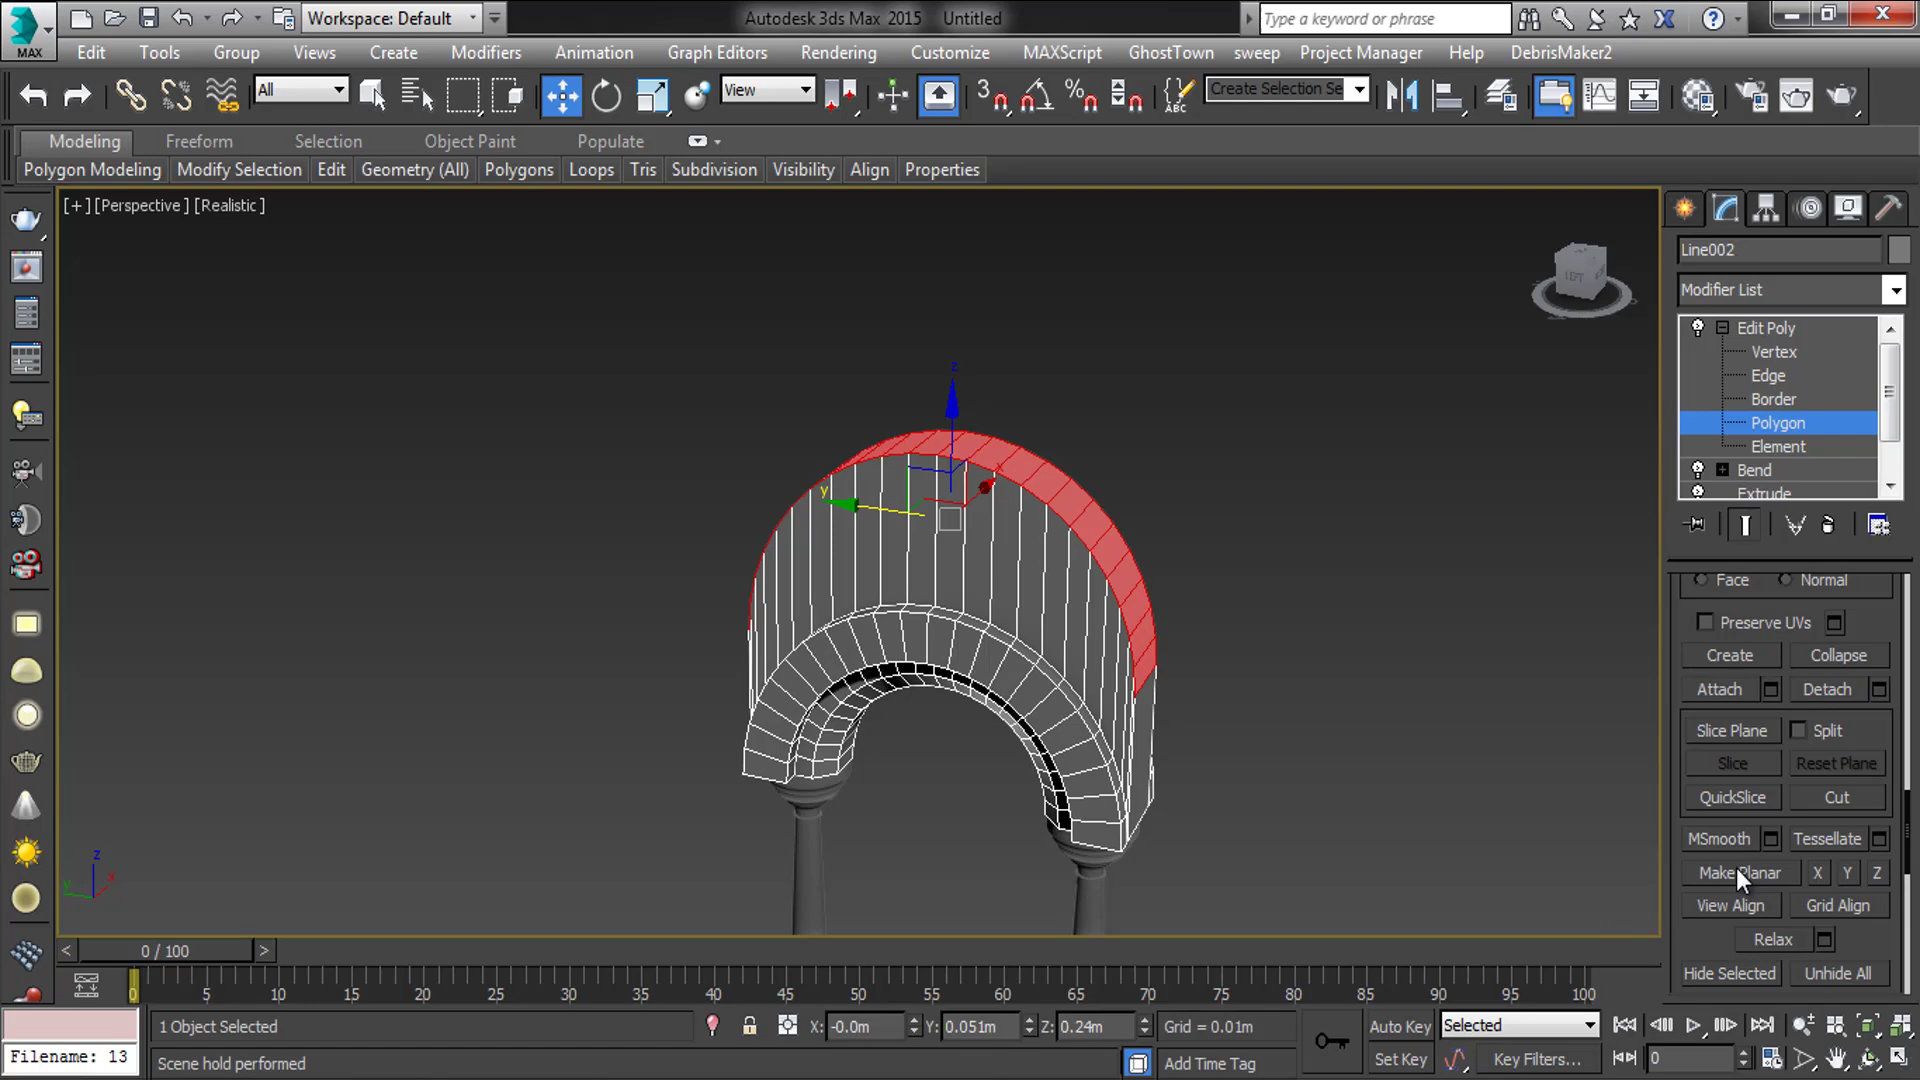 MAX
Workspace: Default
Autodesk 3ds Max 2015    Untitled
Type a keyword or phrase
Edit  Tools  Group  Views  Create  Modifiers  Animation  Graph Editors  Rendering  Customize  MAXScript  GhostTown  sweep  Project Manager  Help  DebrisMaker2
All  View  3  %  ABC  Create Selection Se
Modeling  Freeform  Selection  Object Paint  Populate
Polygon Modeling  Modify Selection  Edit  Geometry (All)  Polygons  Loops  Tris  Subdivision  Visibility  Align  Properties
[+] [Perspective] [Realistic]
Line002
Modifier List
Edit Poly
Vertex
Edge
Border
Polygon
Element
Bend
Extrude
z
y
x
Face  Normal
Preserve UVs
Create  Collapse
Attach  Detach
Slice Plane  Split
Slice  Reset Plane
QuickSlice  Cut
MSmooth  Tessellate
Make Planar  X  Y  Z
View Align  Grid Align
Relax
Hide Selected  Unhide All
z
x
y
< 0 / 100 >
0  5  10  15  20  25  30  35  40  45  50  55  60  65  70  75  80  85  90  95  100
1 Object Selected  X: -0.0m  Y: 0.051m  Z: 0.24m  Grid = 0.01m  Auto Key  Selected
Filename: 13  Scene hold performed  Add Time Tag  Set Key  Key Filters...  0